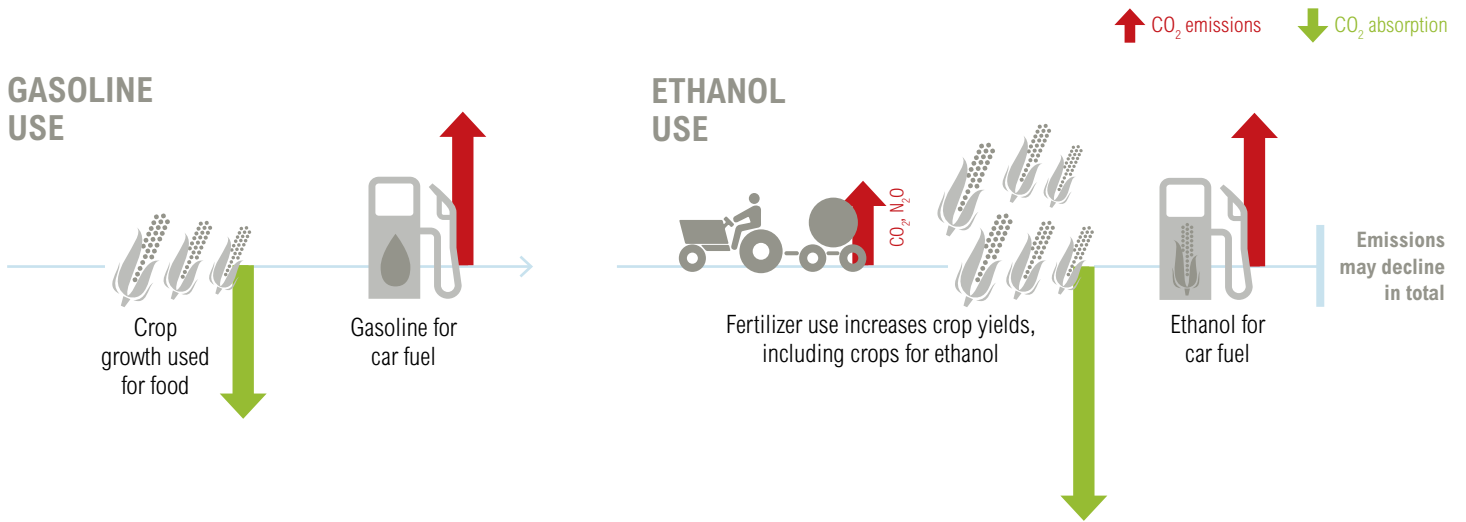 CO₂ emissions
CO₂ absorption
GASOLINE
USE
Crop
growth used
for food
Gasoline for
car fuel
ETHANOL
USE
CO₂, N₂O
Fertilizer use increases crop yields,
including crops for ethanol
Ethanol for
car fuel
Emissions
may decline
in total